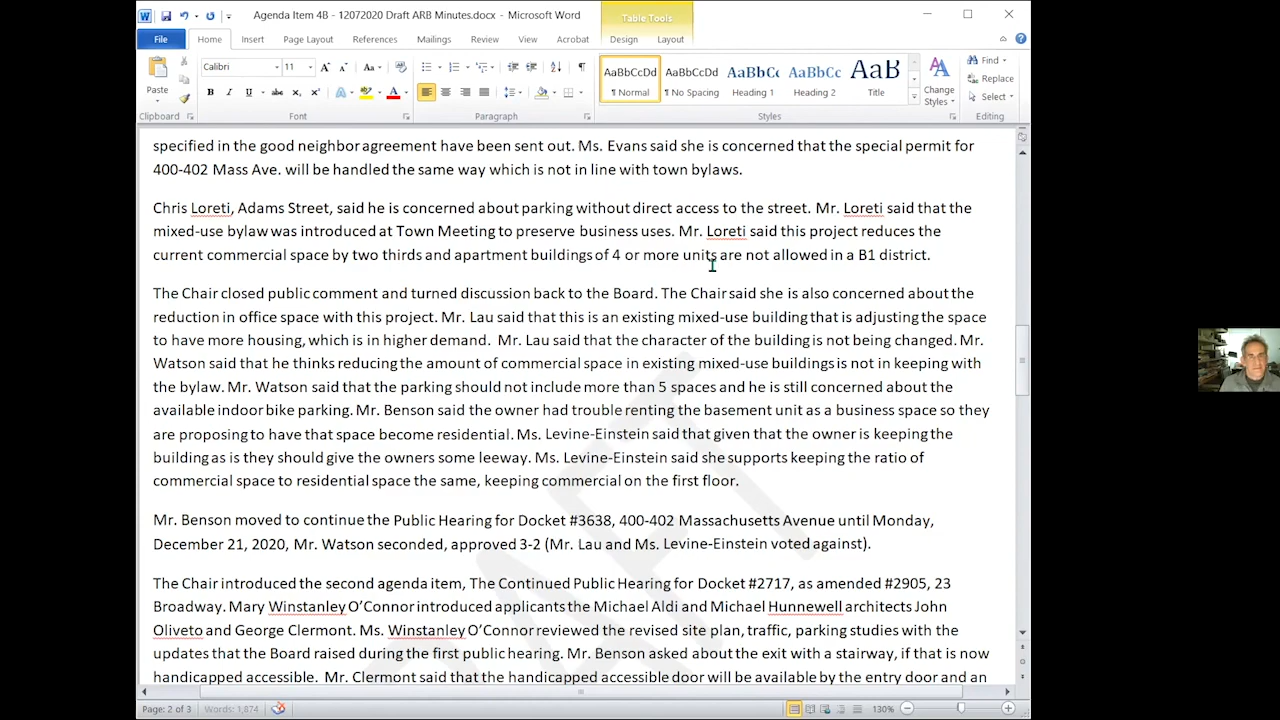 Agenda Item 4B - 12072020 Draft ARB Minutes.docx - Microsoft Word
Table Tools
File Home Insert Page Layout References Mailings Review View Acrobat Design Layout
Calibri 11
Paste
AaBbCcDd AaBbCcDd AaBbCc AaBbCc AaB
¶ Normal ¶ No Spacing Heading 1 Heading 2 Title
Change Styles
Find
Replace
Select
Clipboard Font Paragraph Styles Editing
specified in the good neighbor agreement have been sent out. Ms. Evans said she is concerned that the special permit for
400-402 Mass Ave. will be handled the same way which is not in line with town bylaws.
Chris Loreti, Adams Street, said he is concerned about parking without direct access to the street. Mr. Loreti said that the
mixed-use bylaw was introduced at Town Meeting to preserve business uses. Mr. Loreti said this project reduces the
current commercial space by two thirds and apartment buildings of 4 or more units are not allowed in a B1 district.
The Chair closed public comment and turned discussion back to the Board. The Chair said she is also concerned about the
reduction in office space with this project. Mr. Lau said that this is an existing mixed-use building that is adjusting the space
to have more housing, which is in higher demand. Mr. Lau said that the character of the building is not being changed. Mr.
Watson said that he thinks reducing the amount of commercial space in existing mixed-use buildings is not in keeping with
the bylaw. Mr. Watson said that the parking should not include more than 5 spaces and he is still concerned about the
available indoor bike parking. Mr. Benson said the owner had trouble renting the basement unit as a business space so they
are proposing to have that space become residential. Ms. Levine-Einstein said that given that the owner is keeping the
building as is they should give the owners some leeway. Ms. Levine-Einstein said she supports keeping the ratio of
commercial space to residential space the same, keeping commercial on the first floor.
Mr. Benson moved to continue the Public Hearing for Docket #3638, 400-402 Massachusetts Avenue until Monday,
December 21, 2020, Mr. Watson seconded, approved 3-2 (Mr. Lau and Ms. Levine-Einstein voted against).
The Chair introduced the second agenda item, The Continued Public Hearing for Docket #2717, as amended #2905, 23
Broadway. Mary Winstanley O'Connor introduced applicants the Michael Aldi and Michael Hunnewell architects John
Oliveto and George Clermont. Ms. Winstanley O'Connor reviewed the revised site plan, traffic, parking studies with the
updates that the Board raised during the first public hearing. Mr. Benson asked about the exit with a stairway, if that is now
handicapped accessible. Mr. Clermont said that the handicapped accessible door will be available by the entry door and an
Page: 2 of 3 Words: 1,874 130%